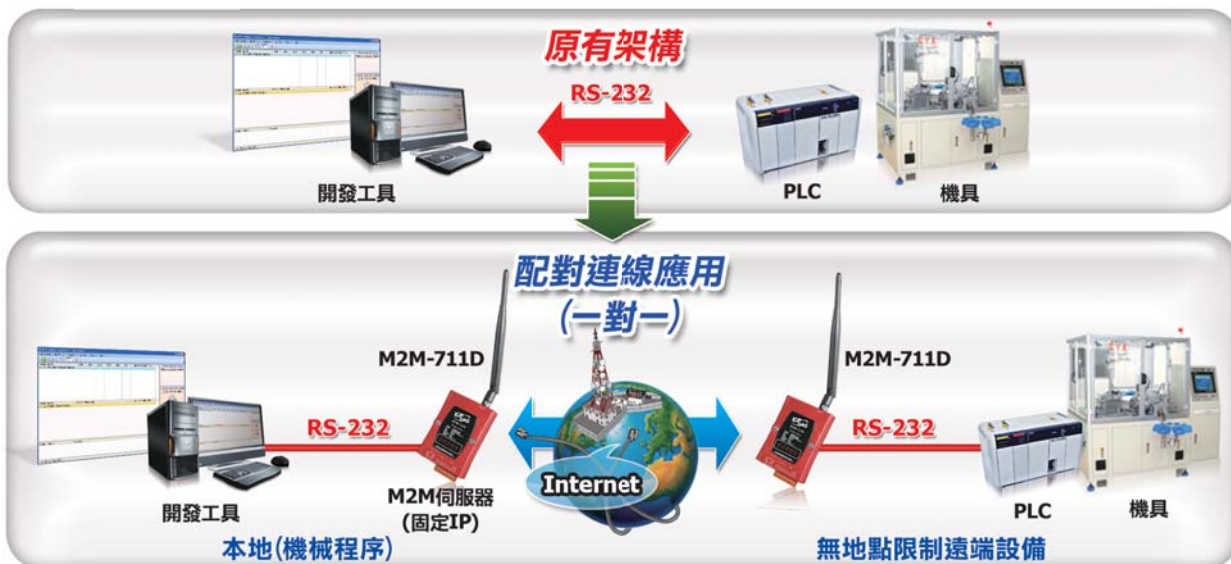 原有架構
RS-232
開發工具
PLC
機具
配對連線應用
(一對一)
M2M-711D
M2M-711D
RS-232
RS-232
Internet
M2M伺服器
(固定IP)
開發工具
PLC
機具
本地(機械程序)
無地點限制遠端設備